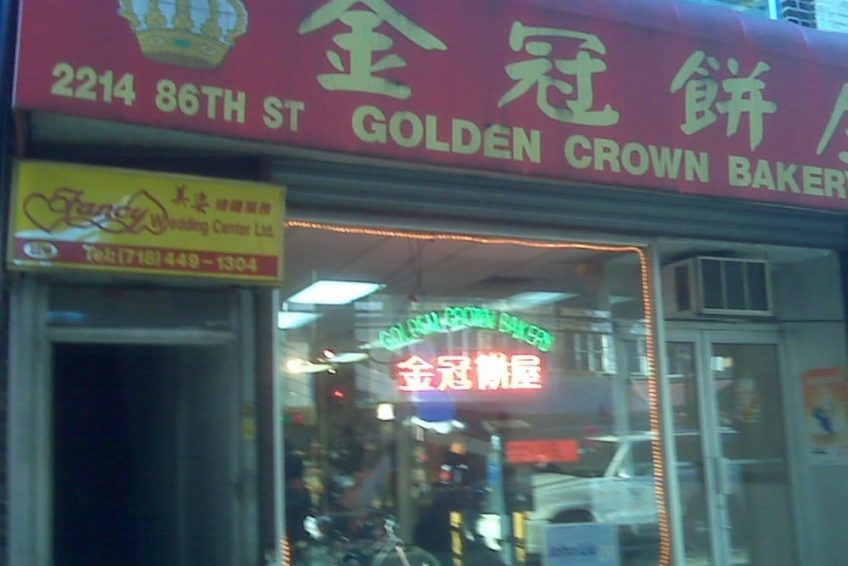 金冠餅
2214 86TH ST GOLDEN CROWN BAKERY
Fancy Wedding Center Ltd.
美姿
Tel:(718) 449-1304
GOLDEN CROWN BAKERY
金冠餅屋